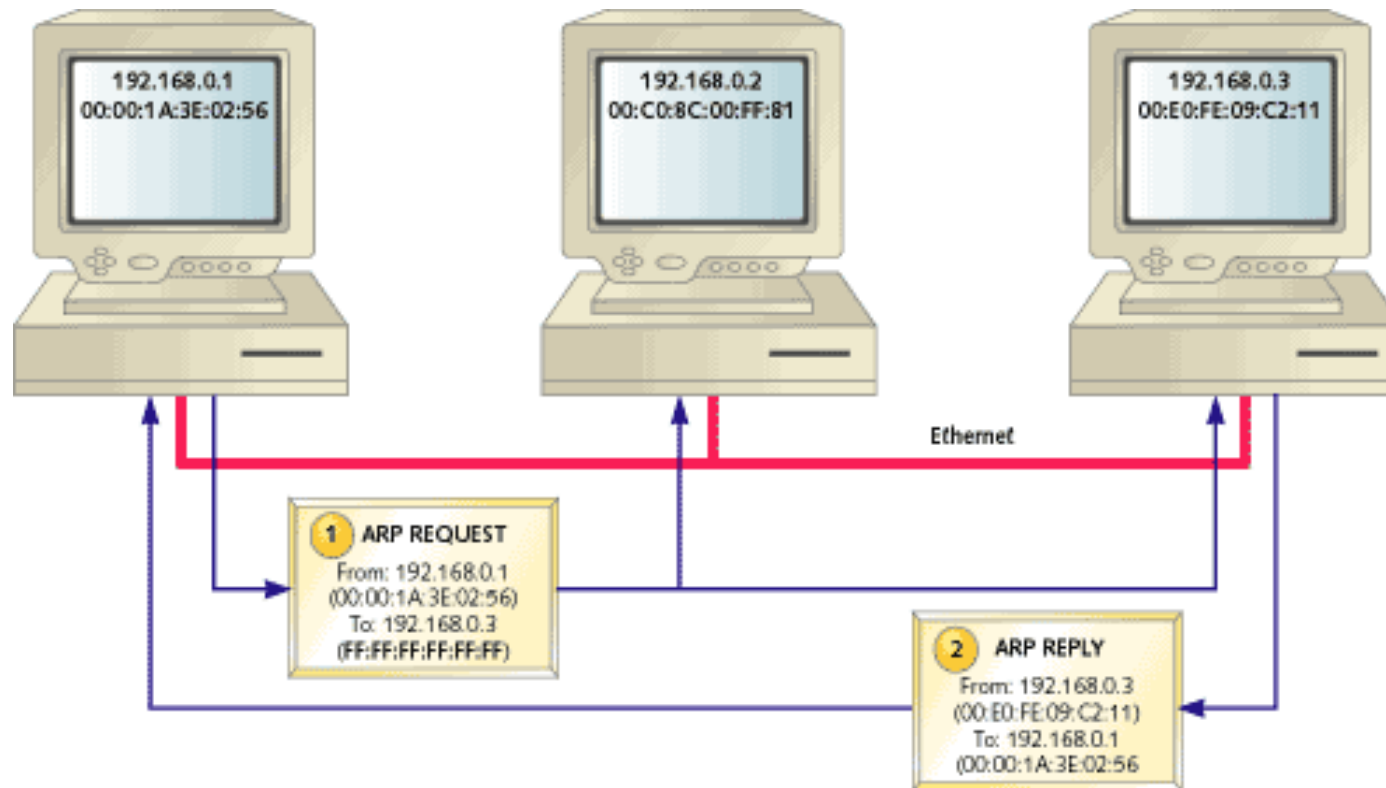 192.168.0.1
00:00:1A:3E:02:56
192.168.0.2
00:C0:8C:00:FF:81
192.168.0.3
00:E0:FE:09:C2:11
Ethernet
1 ARP REQUEST
From: 192.168.0.1
(00:00:1A:3E:02:56)
To: 192.168.0.3
(FF:FF:FF:FF:FF:FF)
2 ARP REPLY
From: 192.168.0.3
(00:E0:FE:09:C2:11)
To: 192.168.0.1
(00:00:1A:3E:02:56